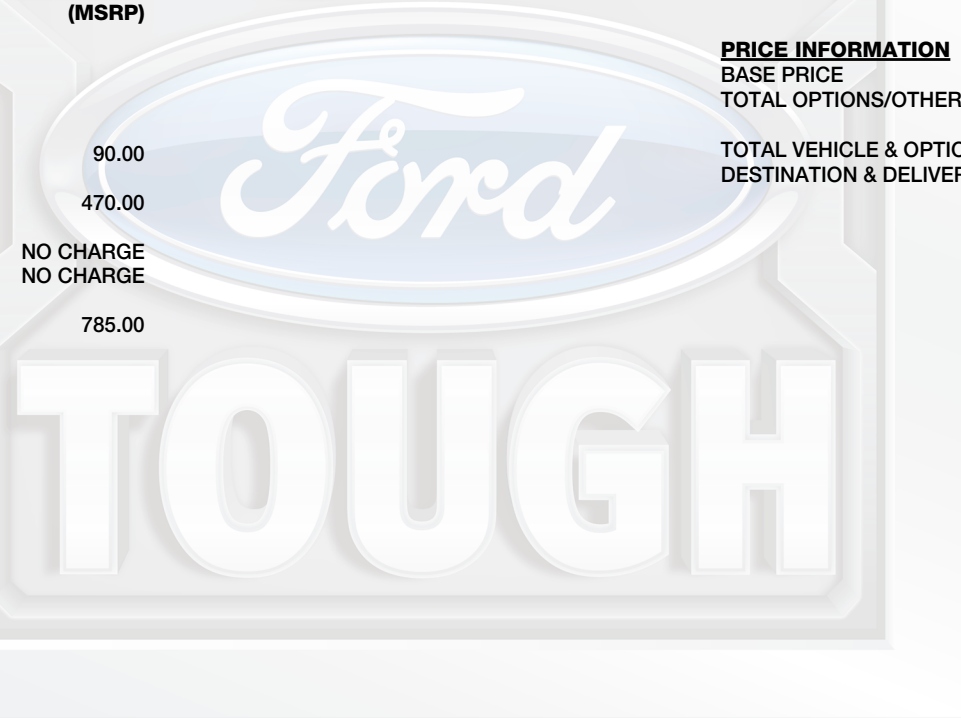 (MSRP)
90.00
470.00
NO CHARGE
NO CHARGE
785.00
PRICE INFORMATION
BASE PRICE
TOTAL OPTIONS/OTHER
TOTAL VEHICLE & OPTIO
DESTINATION & DELIVER
Ford
TOUGH